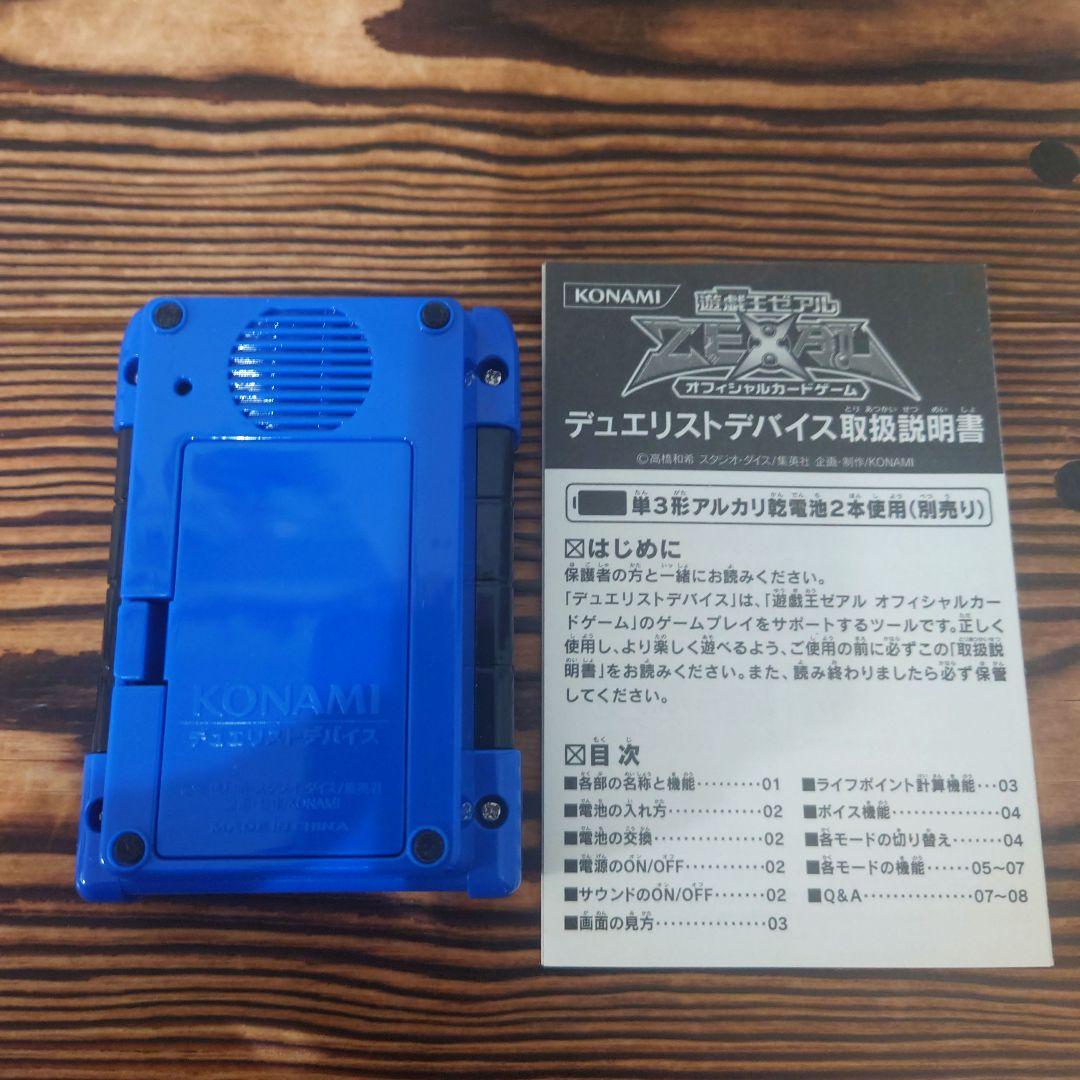 KONAMI
デュエリストデバイス
MADE IN CHINA
KONAMI
遊戯王ゼアル
ZEXAL
オフィシャルカードゲーム
デュエリストデバイス取扱説明書
©高橋和希 スタジオ・ダイス/集英社 企画・制作/KONAMI
単3形アルカリ乾電池2本使用(別売り)
はじめに
保護者の方と一緒にお読みください。
「デュエリストデバイス」は、「遊戯王ゼアル オフィシャルカー
ドゲーム」のゲームプレイをサポートするツールです。正しく
使用し、より楽しく遊べるよう、ご使用の前に必ずこの「取扱説
明書」をお読みください。また、読み終わりましたら必ず保管
してください。
目次
■各部の名称と機能………01
■電池の入れ方…………02
■電池の交換……………02
■電源のON/OFF………02
■サウンドのON/OFF……02
■画面の見方……………03
■ライフポイント計算機能…03
■ボイス機能……………04
■各モードの切り替え……04
■各モードの機能……05〜07
■Q&A……………07〜08